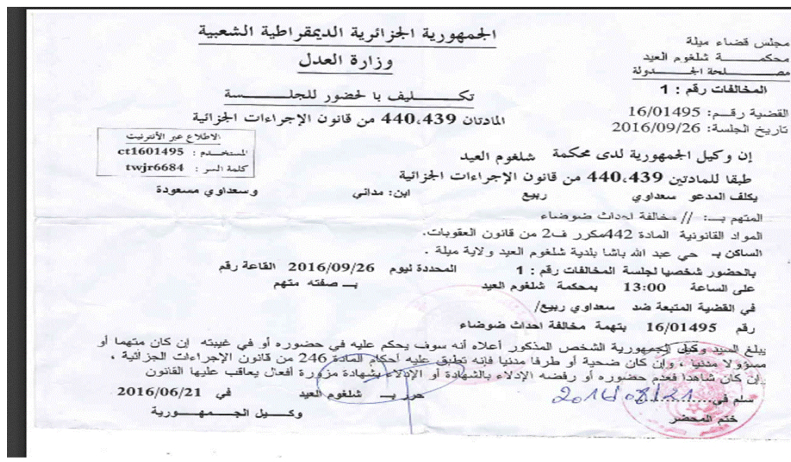 الجمهورية الجزائرية الديمقراطية الشعبية
وزارة العدل
مجلس قضاء ميلة
محكمة شلغوم العيد
مصلحة الجدولة
المخالفات رقم : 1
القضية رقم: 16/01495
تاريخ الجلسة: 2016/09/26
تكليف بالحضور للجلسة
المادتان 440،439 من قانون الإجراءات الجزائية
الاطلاع عبر الأنترنيت
المستخدم : ct1601495
كلمة السر : twjr6684
إن وكيل الجمهورية لدى محكمة شلغوم العيد
طبقا للمادتين 440،439 من قانون الإجراءات الجزائية
يكلف المدعو سعداوي ربيع ابن: مداني وسعداوي مسعودة
المتهم بـ: // مخالفة احداث ضوضاء
المواد القانونية المادة 442مكرر ف2 من قانون العقوبات.
الساكن بـ حي عبد الله باشا بلدية شلغوم العيد ولاية ميلة .
بالحضور شخصيا لجلسة المخالفات رقم : 1 المحددة ليوم 2016/09/26 القاعة رقم
على الساعة 13:00 بمحكمة شلغوم العيد بـ صفته متهم
في القضية المتبعة ضد سعداوي ربيع/
رقم 16/01495 بتهمة مخالفة احداث ضوضاء
يبلغ السيد وكيل الجمهورية الشخص المذكور أعلاه أنه سوف يحكم عليه في حضوره أو في غيبته إن كان متهما أو
مسؤولا مدنيا ، وإن كان ضحية أو طرفا مدنيا فإنه تطبق عليه أحكام المادة 246 من قانون الإجراءات الجزائية ،
إن كان شاهدا فعدم حضوره أو رفضه الإدلاء بالشهادة أو الإدلاء بشهادة مزورة أفعال يعاقب عليها القانون
سلم في
حرر بـ شلغوم العيد في 2016/06/21
ختم المحضر
وكيل الجمهورية